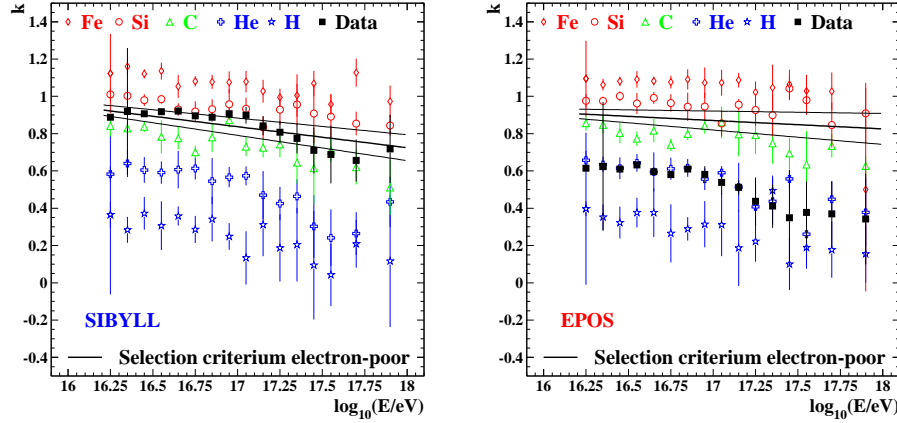 k
Fe Si C He H Data
1.4
1.2
1
0.8
0.6
0.4
0.2
0
-0.2
-0.4
SIBYLL
Selection criterium electron-poor
16 16.25 16.5 16.75 17 17.25 17.5 17.75 18
log10(E/eV)
k
Fe Si C He H Data
1.4
1.2
1
0.8
0.6
0.4
0.2
0
-0.2
-0.4
EPOS
Selection criterium electron-poor
16 16.25 16.5 16.75 17 17.25 17.5 17.75 18
log10(E/eV)